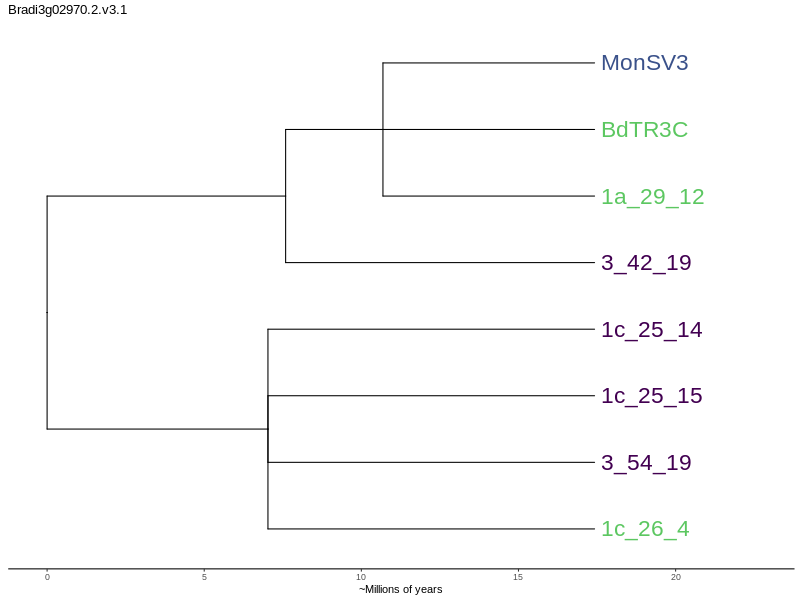 Bradi3g02970.2.v3.1
MonSV3
BdTR3C
1a_29_12
3_42_19
1c_25_14
1c_25_15
3_54_19
1c_26_4
0 5 10 15 20
~Millions of years